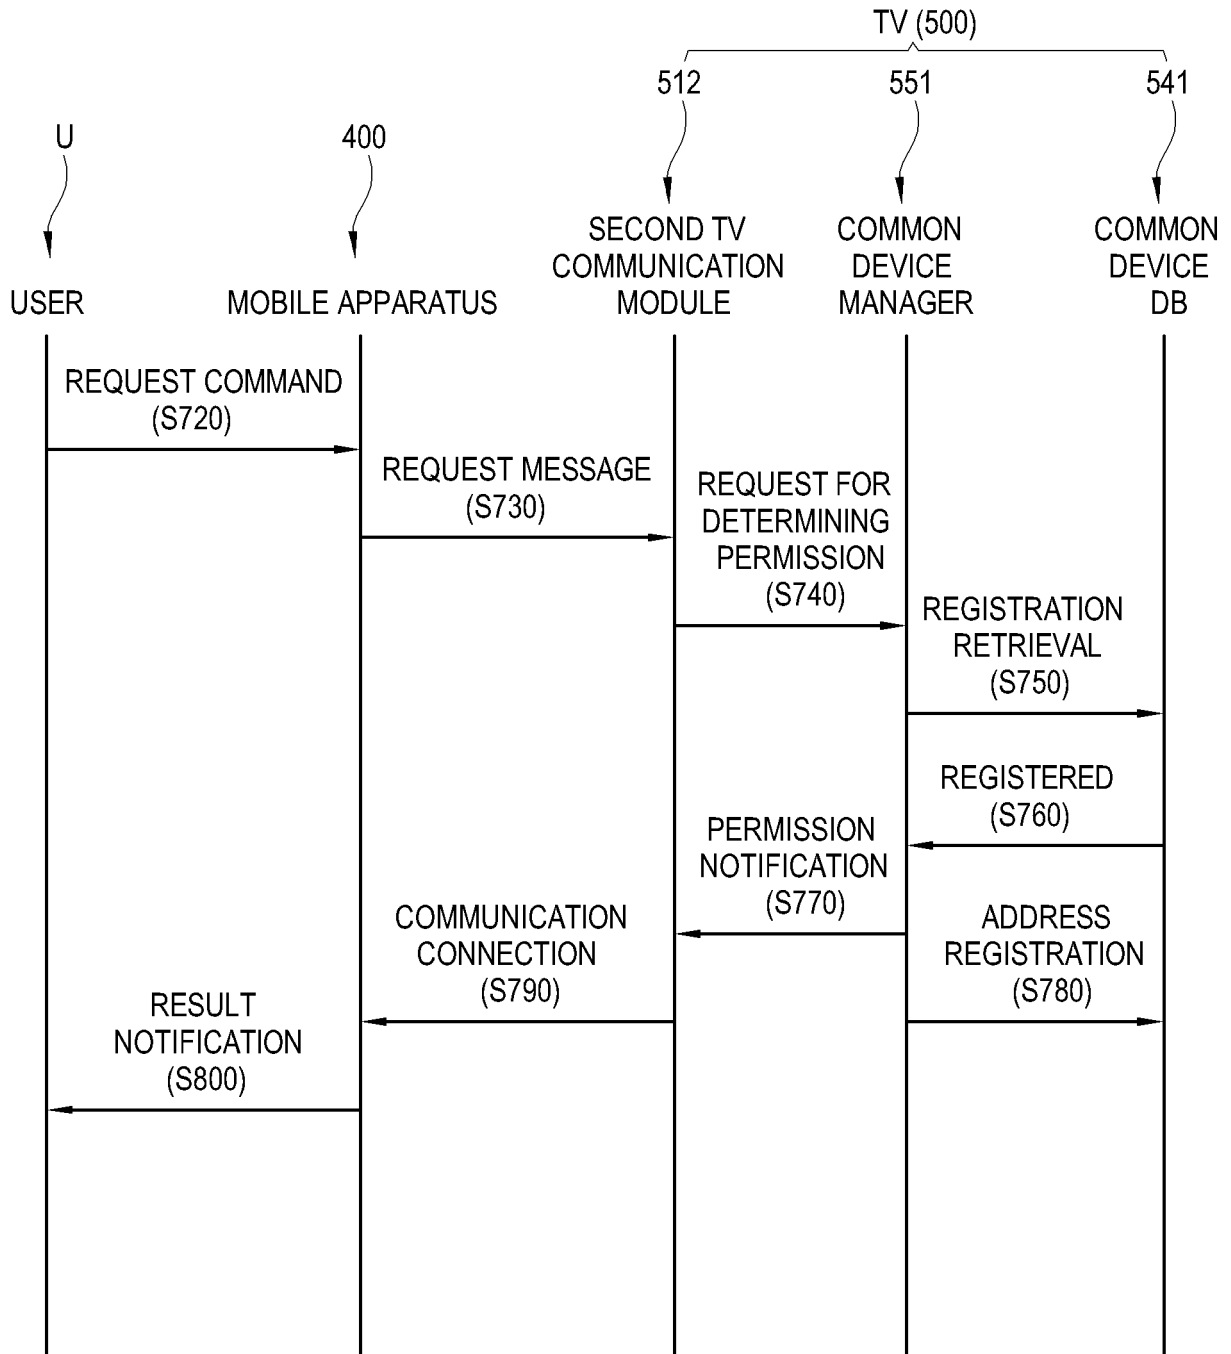 TV (500)
512
551
541
U
400
SECOND TV
COMMUNICATION
MODULE
COMMON
DEVICE
MANAGER
COMMON
DEVICE
DB
USER
MOBILE APPARATUS
REQUEST COMMAND
(S720)
REQUEST MESSAGE
(S730)
REQUEST FOR
DETERMINING
PERMISSION
(S740)
REGISTRATION
RETRIEVAL
(S750)
REGISTERED
(S760)
PERMISSION
NOTIFICATION
(S770)
ADDRESS
REGISTRATION
(S780)
COMMUNICATION
CONNECTION
(S790)
RESULT
NOTIFICATION
(S800)